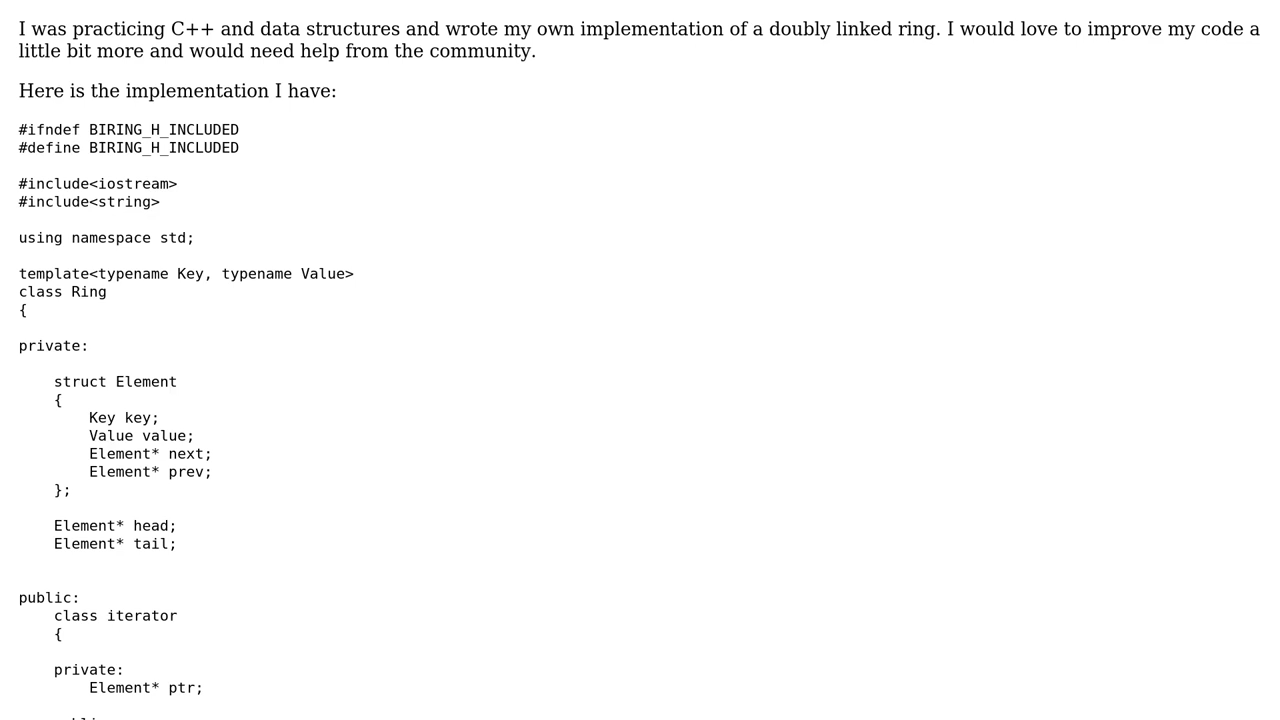 I was practicing C++ and data structures and wrote my own implementation of a doubly linked ring. I would love to improve my code a
little bit more and would need help from the community.
Here is the implementation I have:
#ifndef BIRING_H_INCLUDED
#define BIRING_H_INCLUDED
#include<iostream>
#include<string>
using namespace std;
template<typename Key, typename Value>
class Ring
{
private:
    struct Element
    {
        Key key;
        Value value;
        Element* next;
        Element* prev;
    };
    Element* head;
    Element* tail;
public:
    class iterator
    {
    private:
        Element* ptr;